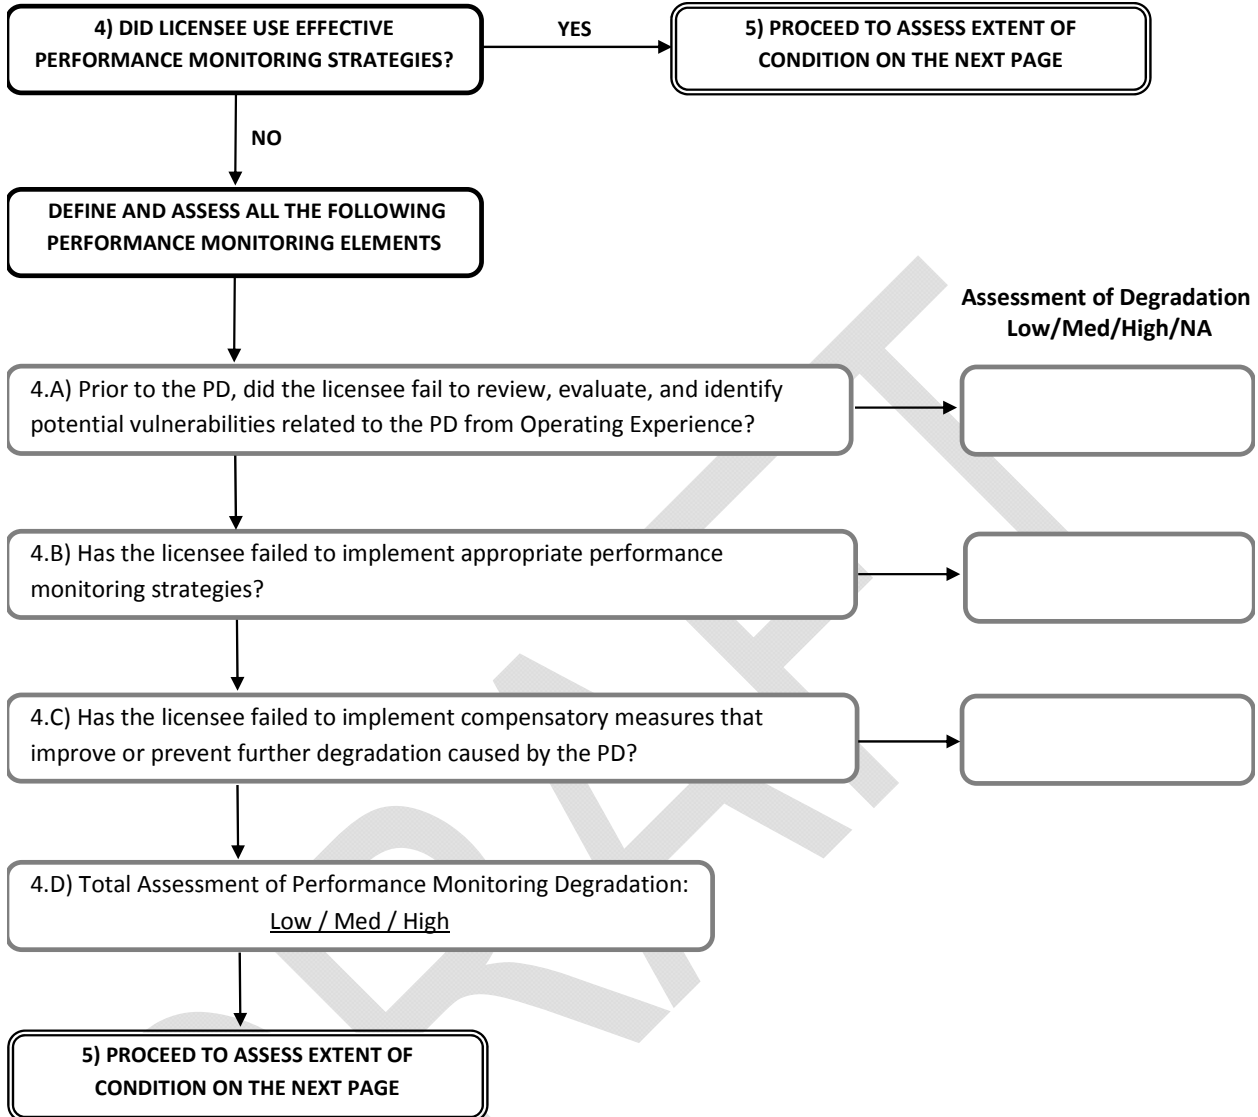 4) DID LICENSEE USE EFFECTIVE
PERFORMANCE MONITORING STRATEGIES?
YES
5) PROCEED TO ASSESS EXTENT OF
CONDITION ON THE NEXT PAGE
NO
DEFINE AND ASSESS ALL THE FOLLOWING
PERFORMANCE MONITORING ELEMENTS
Assessment of Degradation
Low/Med/High/NA
4.A) Prior to the PD, did the licensee fail to review, evaluate, and identify
potential vulnerabilities related to the PD from Operating Experience?
4.B) Has the licensee failed to implement appropriate performance
monitoring strategies?
4.C) Has the licensee failed to implement compensatory measures that
improve or prevent further degradation caused by the PD?
4.D) Total Assessment of Performance Monitoring Degradation:
Low / Med / High
5) PROCEED TO ASSESS EXTENT OF
CONDITION ON THE NEXT PAGE
DRAFT